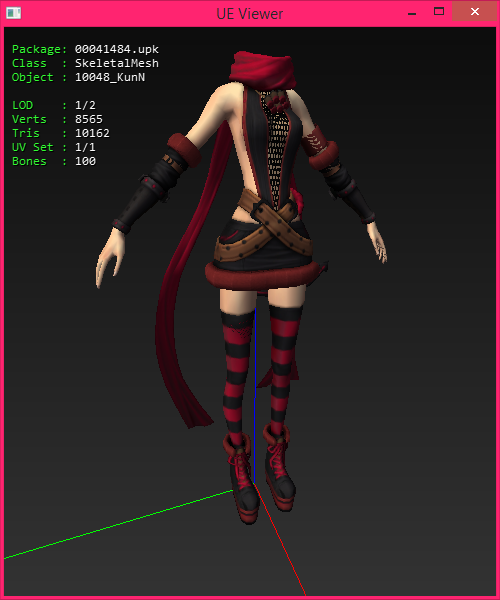 UE Viewer
Package: 00041484.upk
Class : SkeletalMesh
Object : 10048_KunN
LOD : 1/2
Verts : 8565
Tris : 10162
UV Set : 1/1
Bones : 100